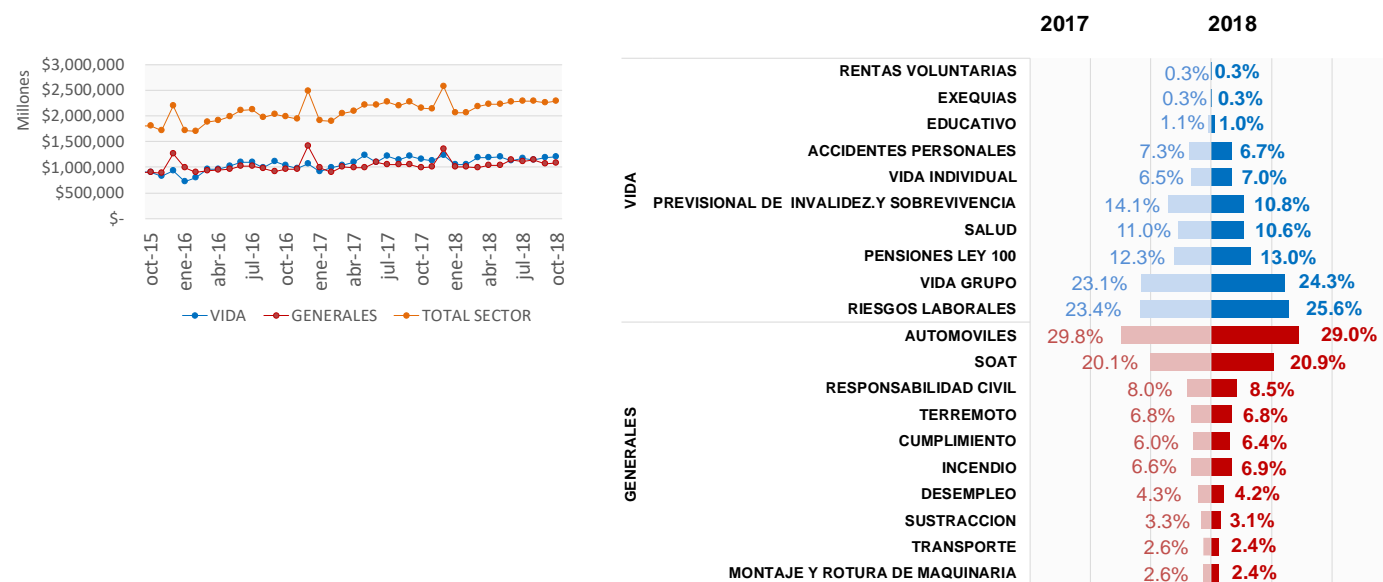 Millones
$3,000,000
$2,500,000
$2,000,000
$1,500,000
$1,000,000
$500,000
$-
oct-15
ene-16
abr-16
jul-16
oct-16
ene-17
abr-17
jul-17
oct-17
ene-18
abr-18
jul-18
oct-18
VIDA GENERALES TOTAL SECTOR
2017 2018
VIDA
RENTAS VOLUNTARIAS 0.3% 0.3%
EXEQUIAS 0.3% 0.3%
EDUCATIVO 1.1% 1.0%
ACCIDENTES PERSONALES 7.3% 6.7%
VIDA INDIVIDUAL 6.5% 7.0%
PREVISIONAL DE INVALIDEZ.Y SOBREVIVENCIA 14.1% 10.8%
SALUD 11.0% 10.6%
PENSIONES LEY 100 12.3% 13.0%
VIDA GRUPO 23.1% 24.3%
RIESGOS LABORALES 23.4% 25.6%
GENERALES
AUTOMOVILES 29.8% 29.0%
SOAT 20.1% 20.9%
RESPONSABILIDAD CIVIL 8.0% 8.5%
TERREMOTO 6.8% 6.8%
CUMPLIMIENTO 6.0% 6.4%
INCENDIO 6.6% 6.9%
DESEMPLEO 4.3% 4.2%
SUSTRACCION 3.3% 3.1%
TRANSPORTE 2.6% 2.4%
MONTAJE Y ROTURA DE MAQUINARIA 2.6% 2.4%